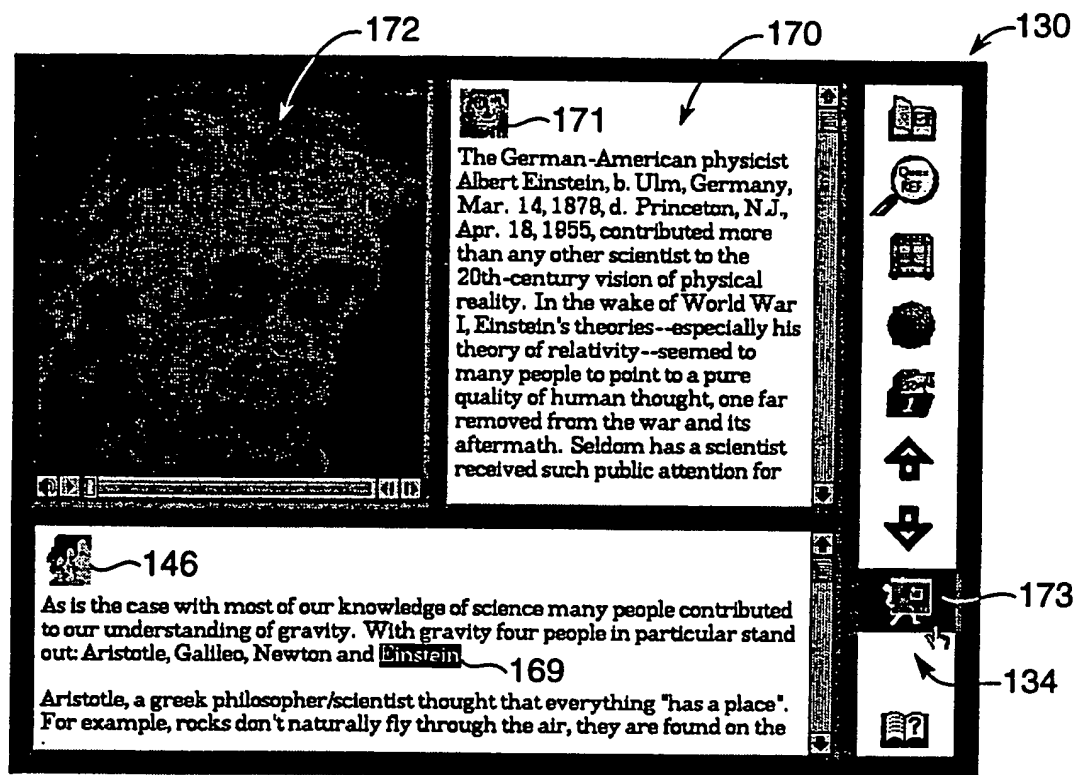 172
170
130
171
The German-American physicist
Albert Einstein, b. Ulm, Germany,
Mar. 14, 1879, d. Princeton, N.J.,
Apr. 18, 1955, contributed more
than any other scientist to the
20th-century vision of physical
reality. In the wake of World War
I, Einstein's theories--especially his
theory of relativity--seemed to
many people to point to a pure
quality of human thought, one far
removed from the war and its
aftermath. Seldom has a scientist
received such public attention for
REF
1
146
As is the case with most of our knowledge of science many people contributed
to our understanding of gravity. With gravity four people in particular stand
out: Aristotle, Galileo, Newton and Einstein
169
Aristotle, a greek philosopher/scientist thought that everything "has a place".
For example, rocks don't naturally fly through the air, they are found on the
173
134
?